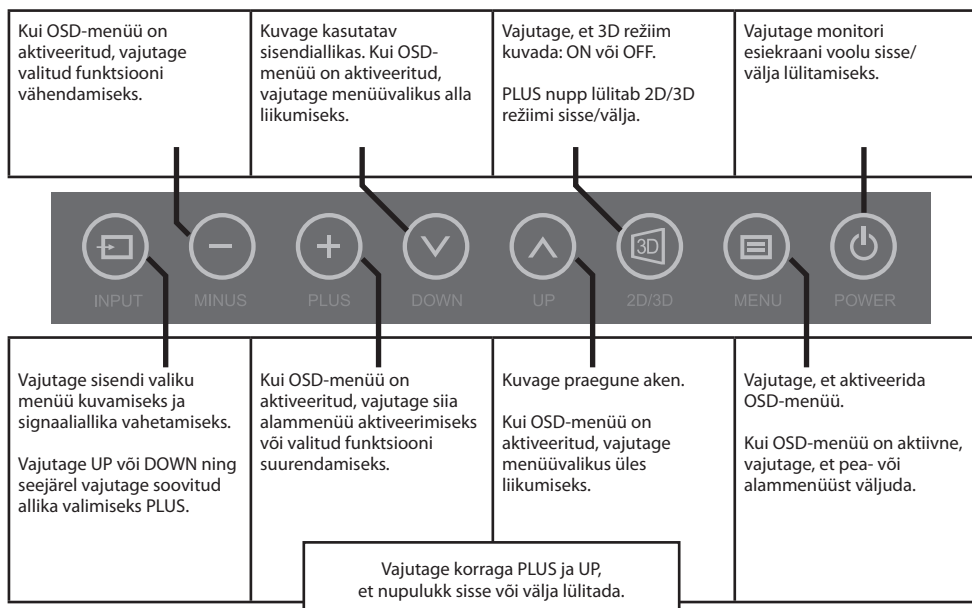 Kui OSD-menüü on
aktiveeritud, vajutage
valitud funktsiooni
vähendamiseks.
Kuvage kasutatav
sisendiallikas. Kui OSD-
menüü on aktiveeritud,
vajutage menüüvalikus alla
liikumiseks.
Vajutage, et 3D režiim
kuvada: ON või OFF.
PLUS nupp lülitab 2D/3D
režiimi sisse/välja.
Vajutage monitori
esiekraani voolu sisse/
välja lülitamiseks.
3D
INPUT MINUS PLUS DOWN UP 2D/3D MENU POWER
Vajutage sisendi valiku
menüü kuvamiseks ja
signaaliallika vahetamiseks.
Vajutage UP või DOWN ning
seejärel vajutage soovitud
allika valimiseks PLUS.
Kui OSD-menüü on
aktiveeritud, vajutage siia
alammenüü aktiveerimiseks
või valitud funktsiooni
suurendamiseks.
Kuvage praegune aken.
Kui OSD-menüü on
aktiveeritud, vajutage
menüüvalikus üles
liikumiseks.
Vajutage, et aktiveerida
OSD-menüü.
Kui OSD-menüü on aktiivne,
vajutage, et pea- või
alammenüüst väljuda.
Vajutage korraga PLUS ja UP,
et nupulukk sisse või välja lülitada.